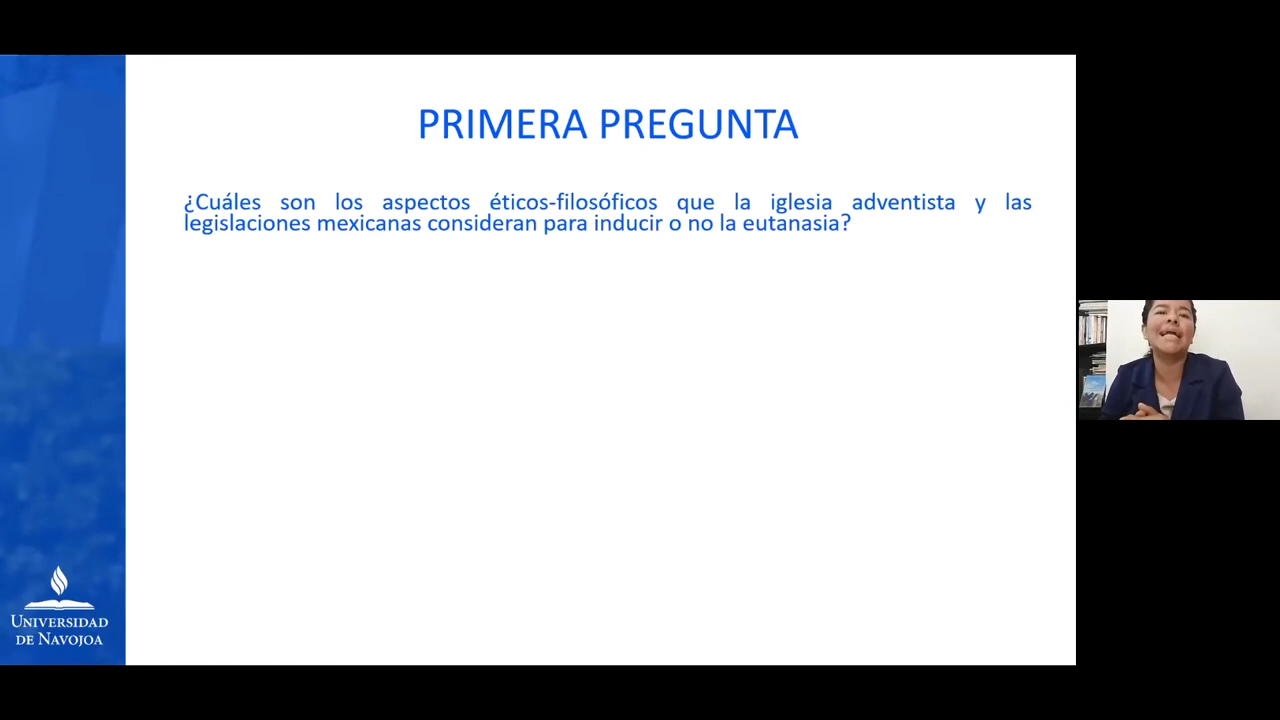 PRIMERA PREGUNTA
¿Cuáles son los aspectos éticos-filosóficos que la iglesia adventista y las
legislaciones mexicanas consideran para inducir o no la eutanasia?
UNIVERSIDAD
DE NAVOJOA